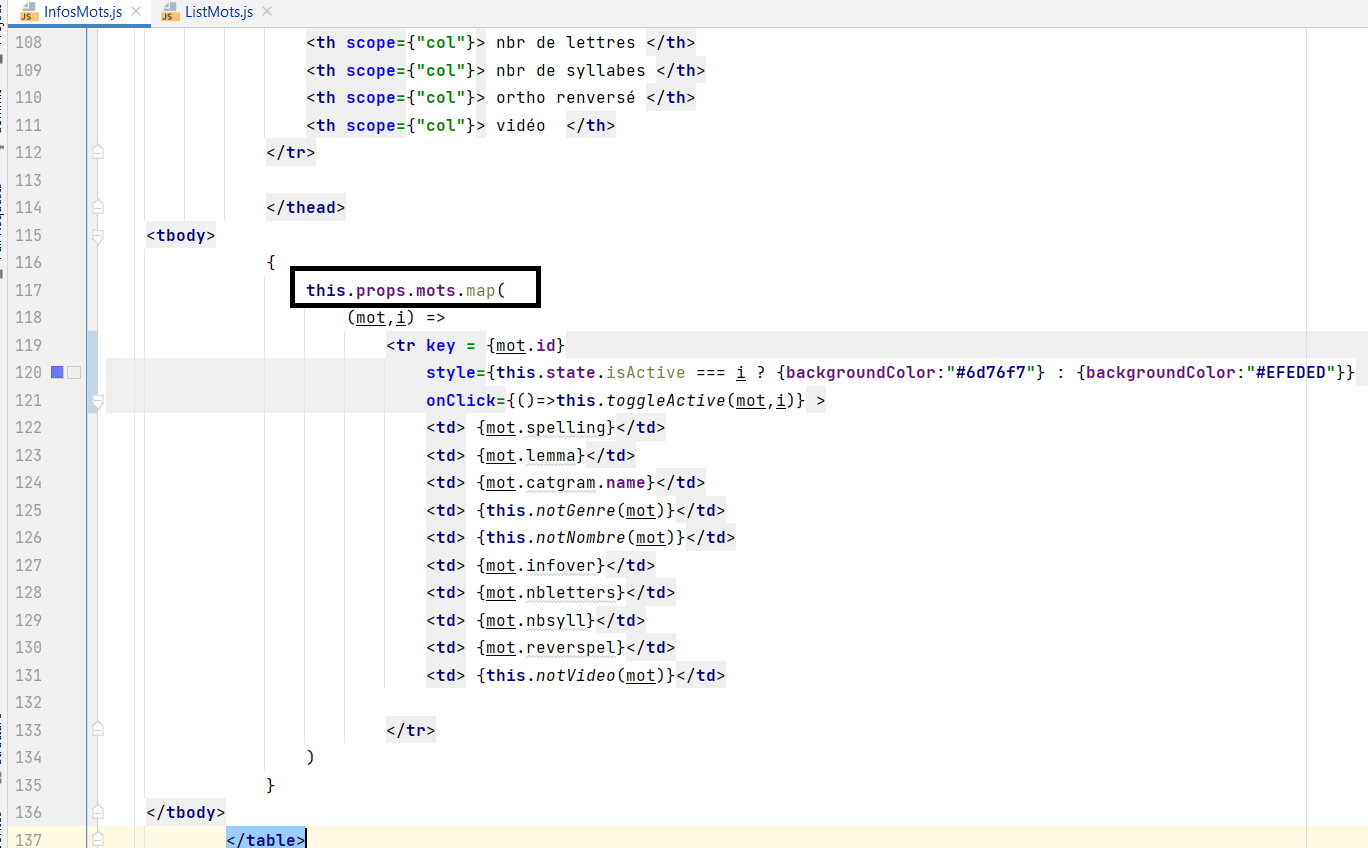 InfosMots.js ListMots.js
108 <th scope={"col"}> nbr de lettres </th>
109 <th scope={"col"}> nbr de syllabes </th>
110 <th scope={"col"}> ortho renversé </th>
111 <th scope={"col"}> vidéo  </th>
112 </tr>
113
114 </thead>
115 <tbody>
116 {
117 this.props.mots.map(
118 (mot,i) =>
119 <tr key = {mot.id}
120 style={this.state.isActive === i ? {backgroundColor:"#6d76f7"} : {backgroundColor:"#EFEDED"}}
121 onClick={()=>this.toggleActive(mot,i)} >
122 <td> {mot.spelling}</td>
123 <td> {mot.lemma}</td>
124 <td> {mot.catgram.name}</td>
125 <td> {this.notGenre(mot)}</td>
126 <td> {this.notNombre(mot)}</td>
127 <td> {mot.infover}</td>
128 <td> {mot.nbletters}</td>
129 <td> {mot.nbsyll}</td>
130 <td> {mot.reverspel}</td>
131 <td> {this.notVideo(mot)}</td>
132
133 </tr>
134 )
135 }
136 </tbody>
137 </table>